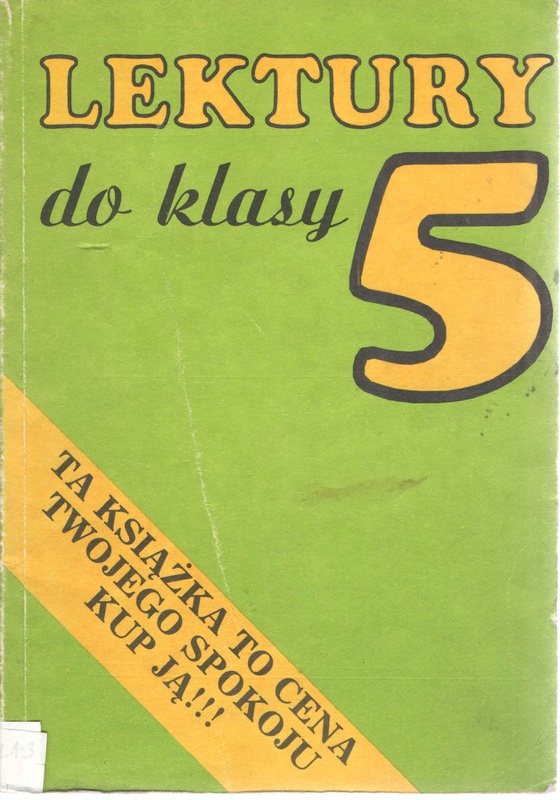 LEKTURY
do klasy
5
TA KSIĄŻKA TO CENA
TWOJEGO SPOKOJU
KUP JĄ!!!